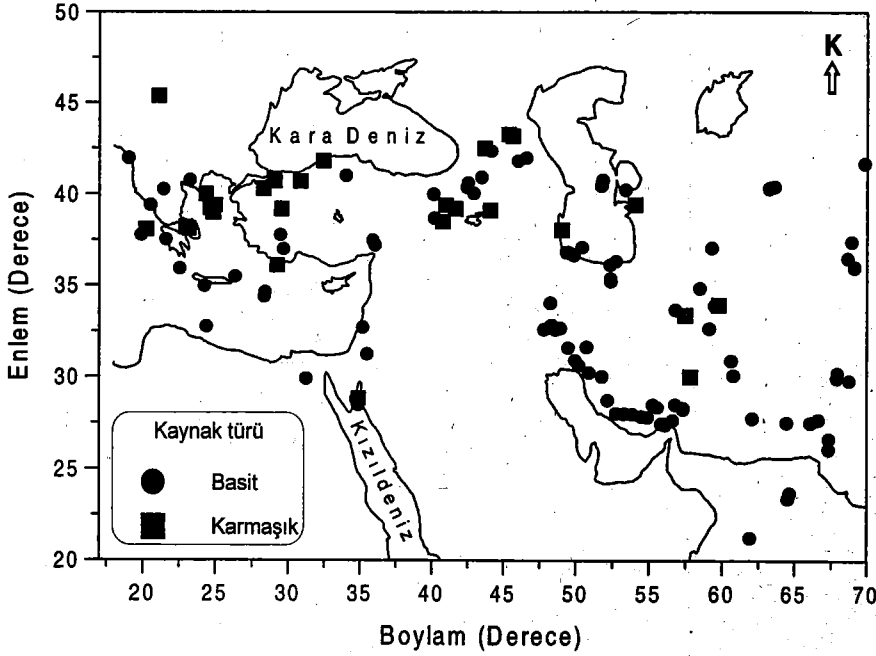 50
45
40
35
30
25
20
Enlem (Derece)
K
Kara Deniz
Kızıldeniz
Kaynak türü
Basit
Karmaşık
20 25 30 35 40 45 50 55 60 65 70
Boylam (Derece)